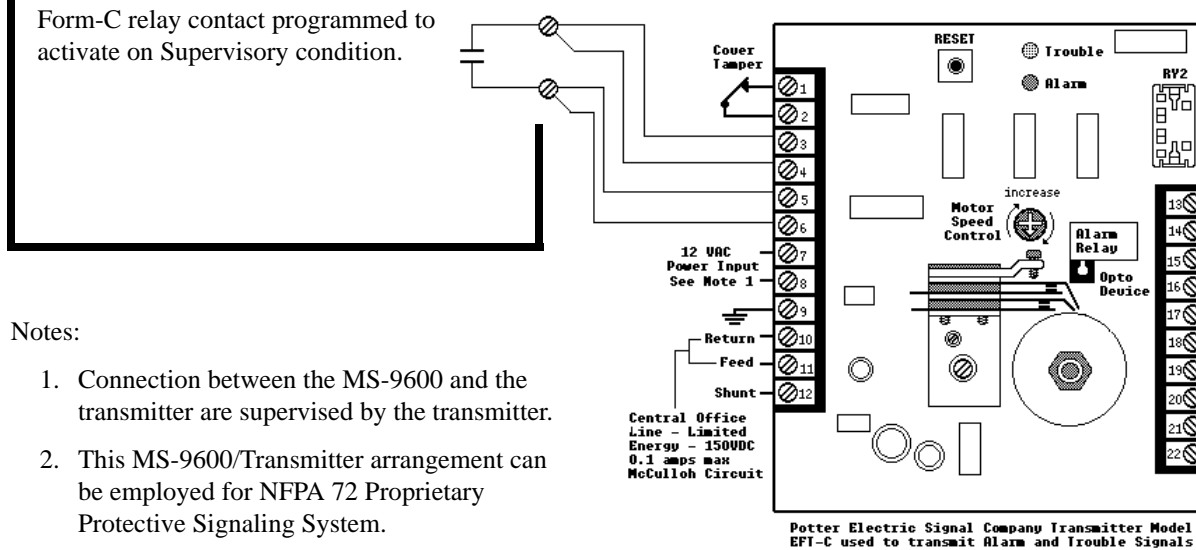 Form-C relay contact programmed to
activate on Supervisory condition.
Cover
Tamper
RESET
Trouble
Alarm
RY2
1
2
3
4
5
6
7
8
9
10
11
12
increase
Motor
Speed
Control
Alarm
Relay
Opto
Device
13
14
15
16
17
18
19
20
21
22
12 VAC
Power Input
See Note 1
Return
Feed
Shunt
Central Office
Line - Limited
Energy - 150VDC
0.1 amps max
McCulloh Circuit
Notes:
1. Connection between the MS-9600 and the
transmitter are supervised by the transmitter.
2. This MS-9600/Transmitter arrangement can
be employed for NFPA 72 Proprietary
Protective Signaling System.
Potter Electric Signal Company Transmitter Model
EFT-C used to transmit Alarm and Trouble Signals